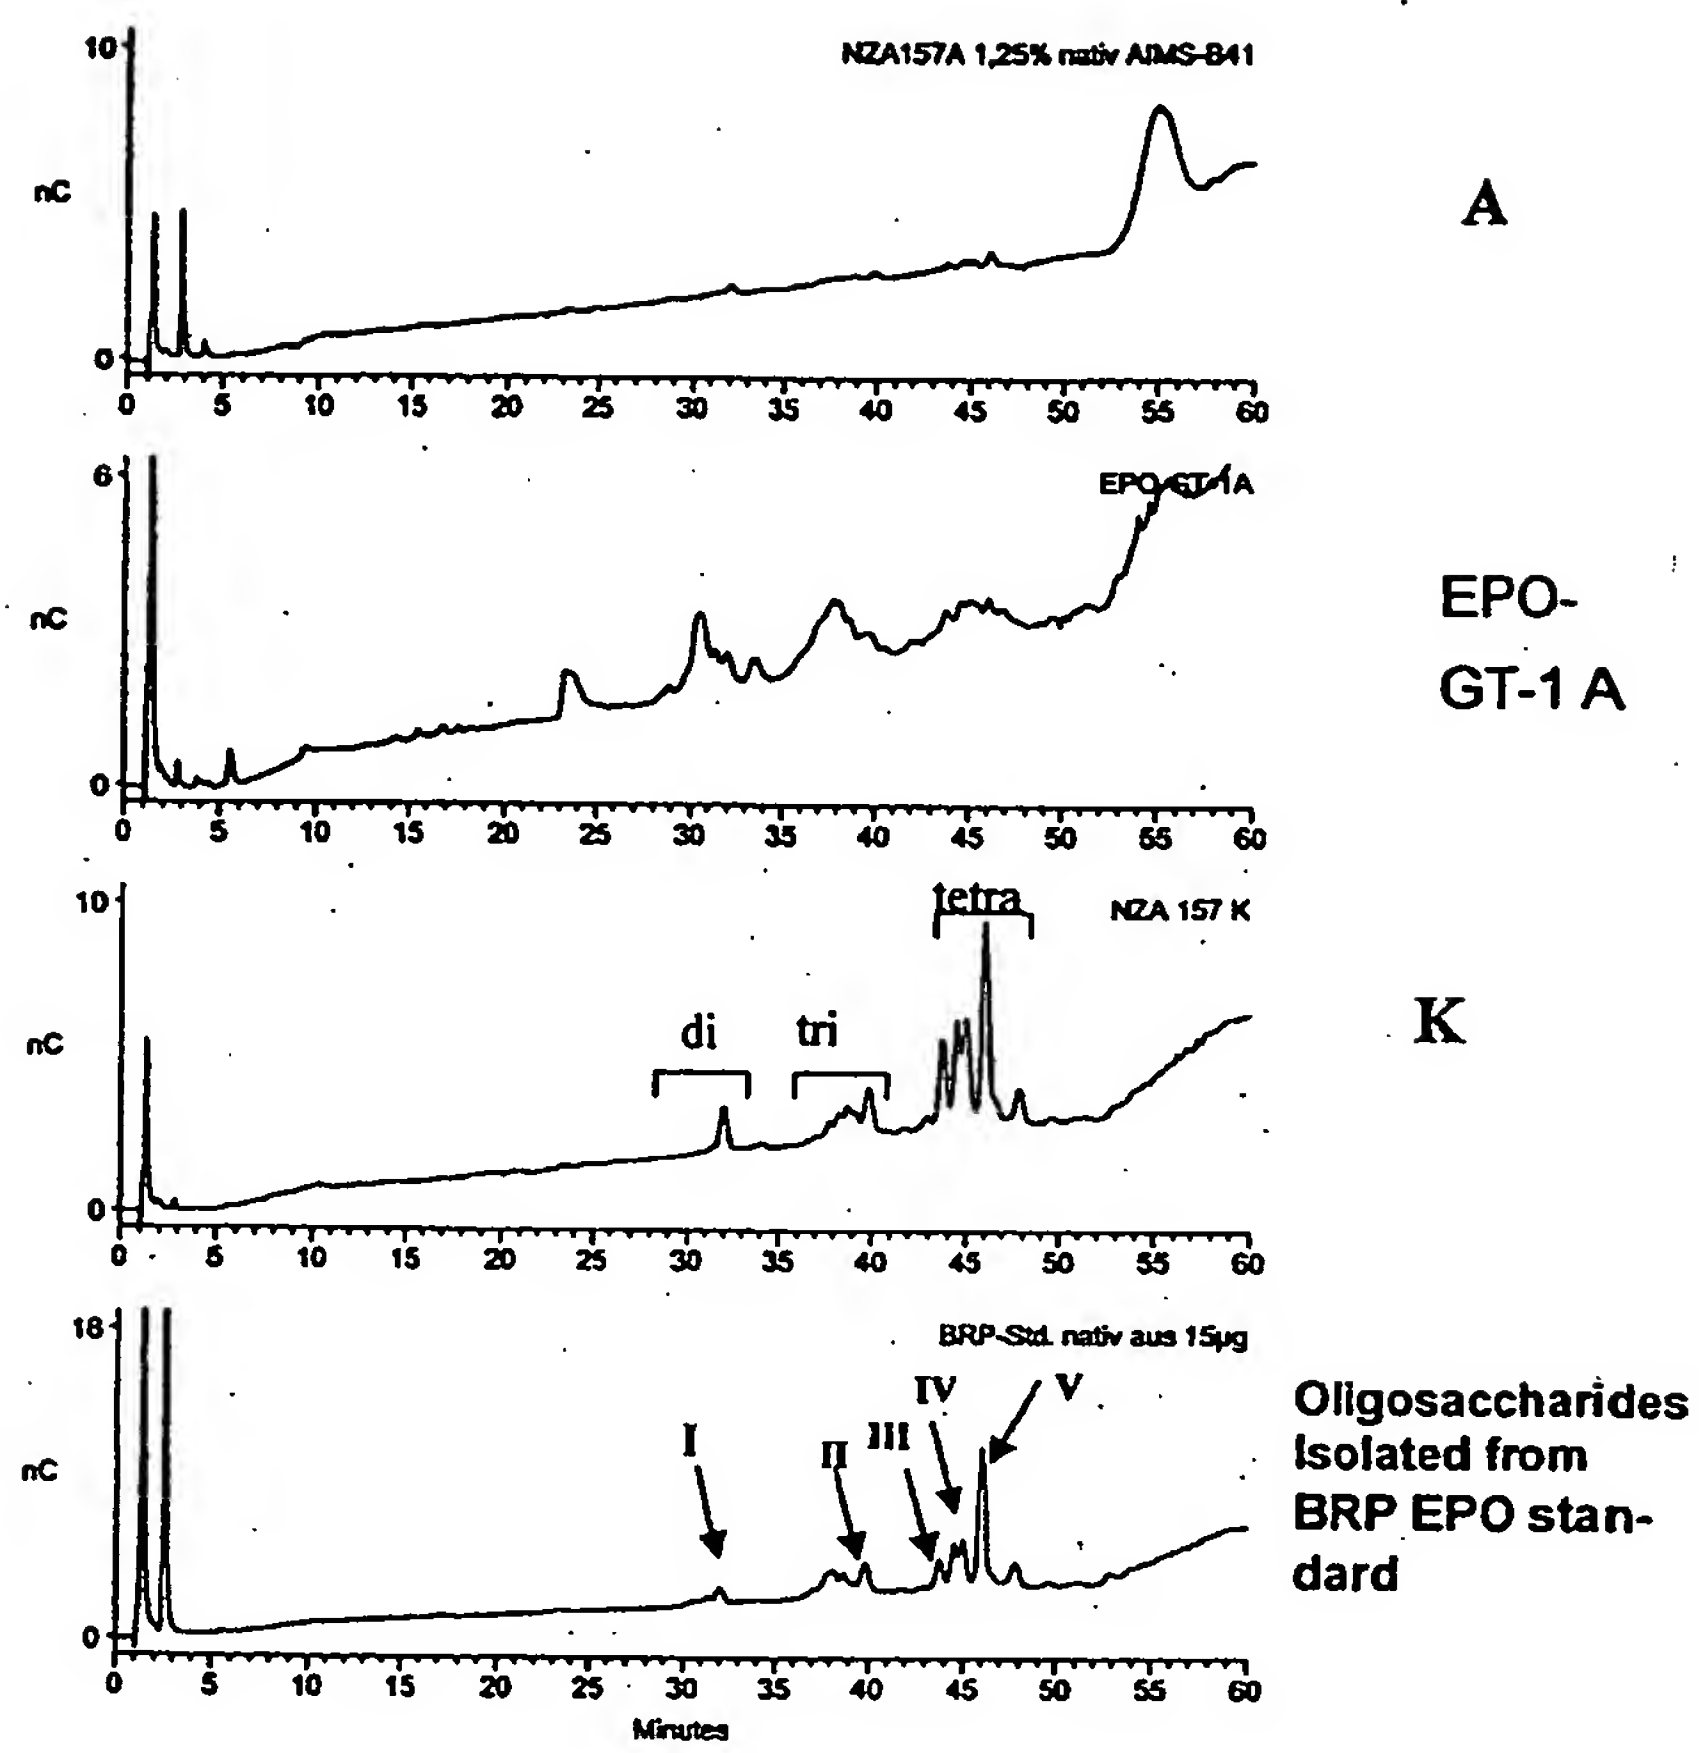 10
NZA157A 1,25% nativ AIMS-B41
nC
A
0
0 5 10 15 20 25 30 35 40 45 50 55 60
6
EPO GT-1A
nC
EPO-
GT-1 A
0
0 5 10 15 20 25 30 35 40 45 50 55 60
10
tetra
NZA 157 K
di
tri
nC
K
0
0 5 10 15 20 25 30 35 40 45 50 55 60
18
BRP-Std. nativ aus 15µg
I
II
III
IV
V
nC
Oligosaccharides
Isolated from
BRP EPO stan-
dard
0
0 5 10 15 20 25 30 35 40 45 50 55 60
Minutes